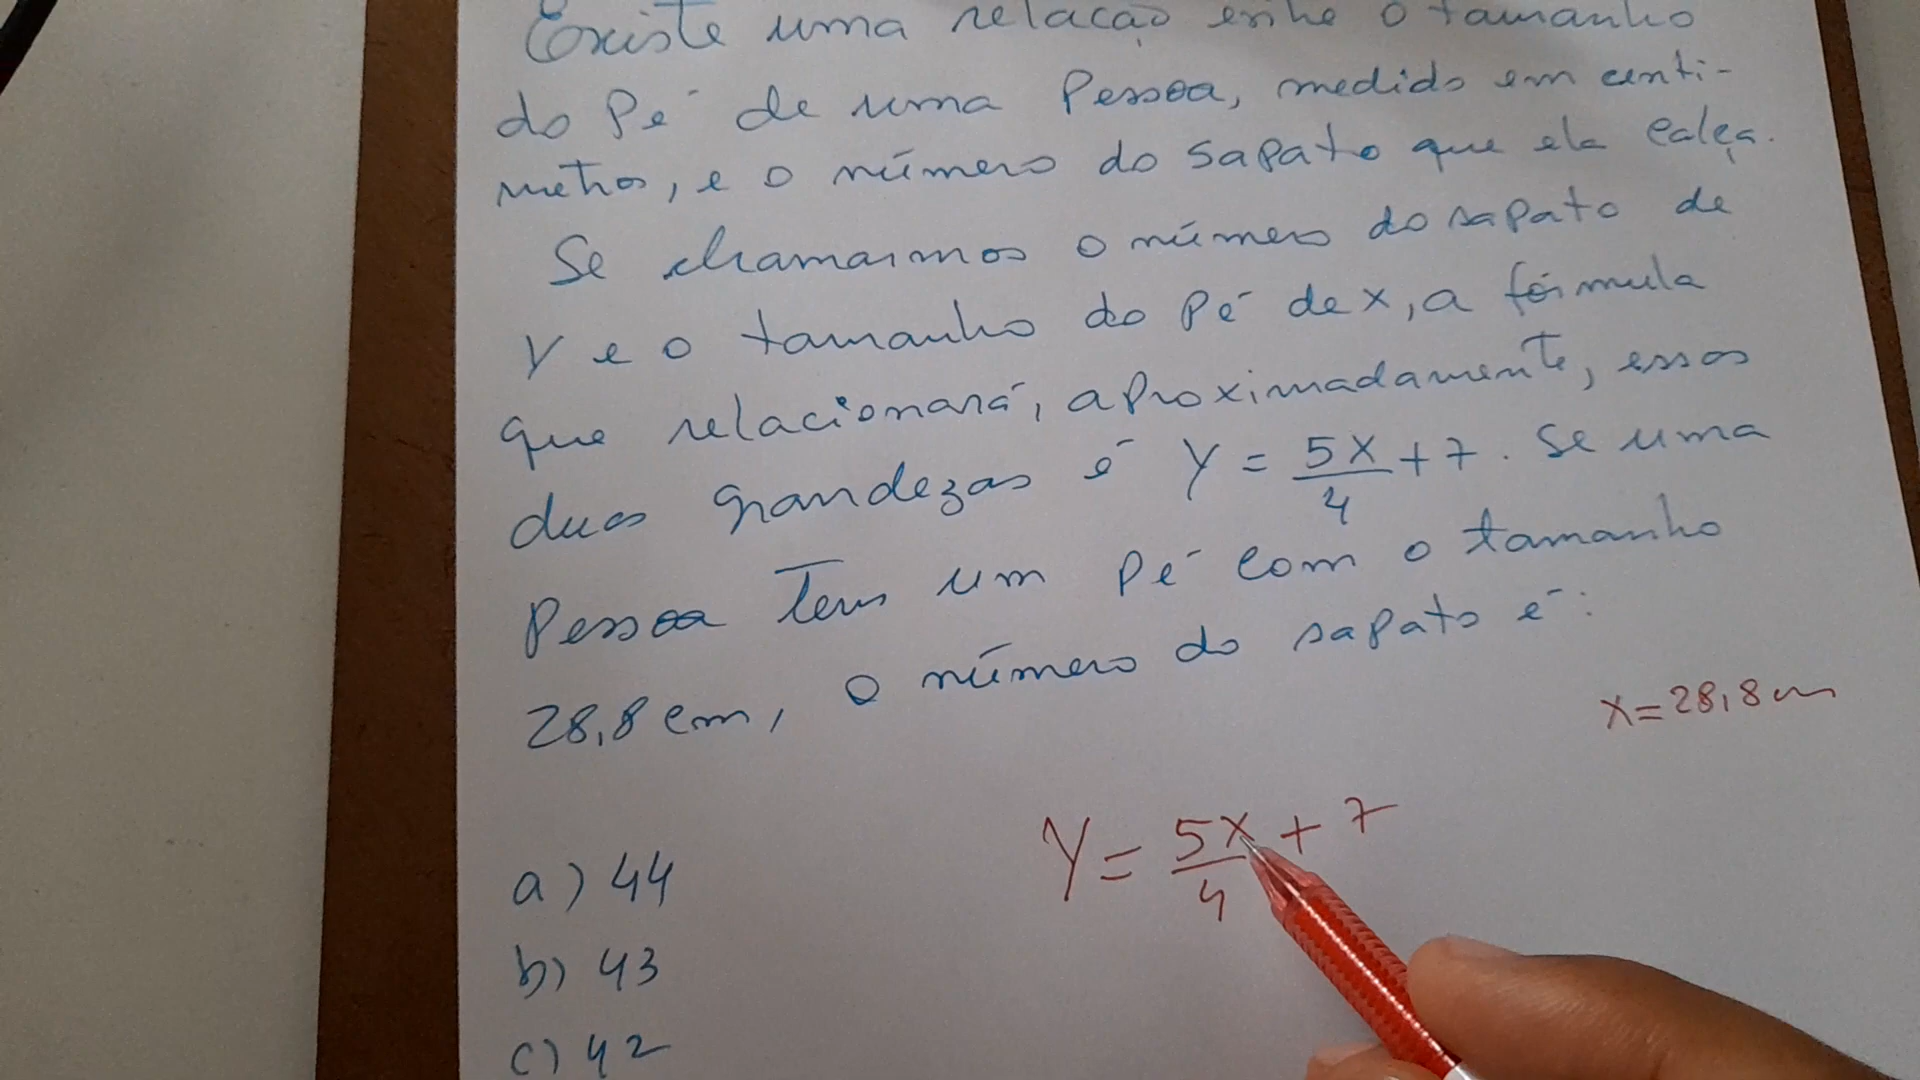 Existe uma relação entre o tamanho
do Pé de uma Pessoa, medido em centí-
metros, e o número do sapato que ela calça.
Se chamarmos o número do sapato de
Y e o tamanho do Pé de x, a fórmula
que relacionará, aproximadamente, essas
duas grandezas é Y = 5X/4 + 7. Se uma
Pessoa Tem um Pé com o tamanho
28,8 cm, o número do sapato é:
x = 28,8 cm
Y = 5X/4 + 7
a) 44
b) 43
c) 42